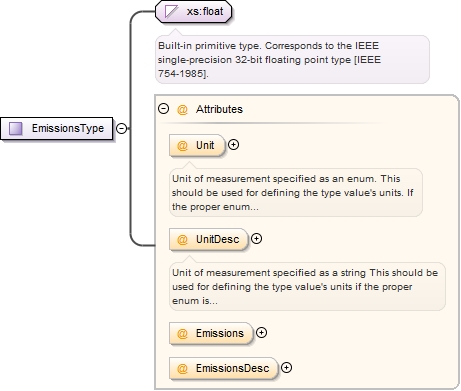 xs:float
Built-in primitive type. Corresponds to the IEEE
single-precision 32-bit floating point type [IEEE
754-1985].
EmissionsType
@ Attributes
@ Unit
Unit of measurement specified as an enum. This
should be used for defining the type value's units. If
the proper enum...
@ UnitDesc
Unit of measurement specified as a string This should be
used for defining the type value's units if the proper
enum is...
@ Emissions
@ EmissionsDesc